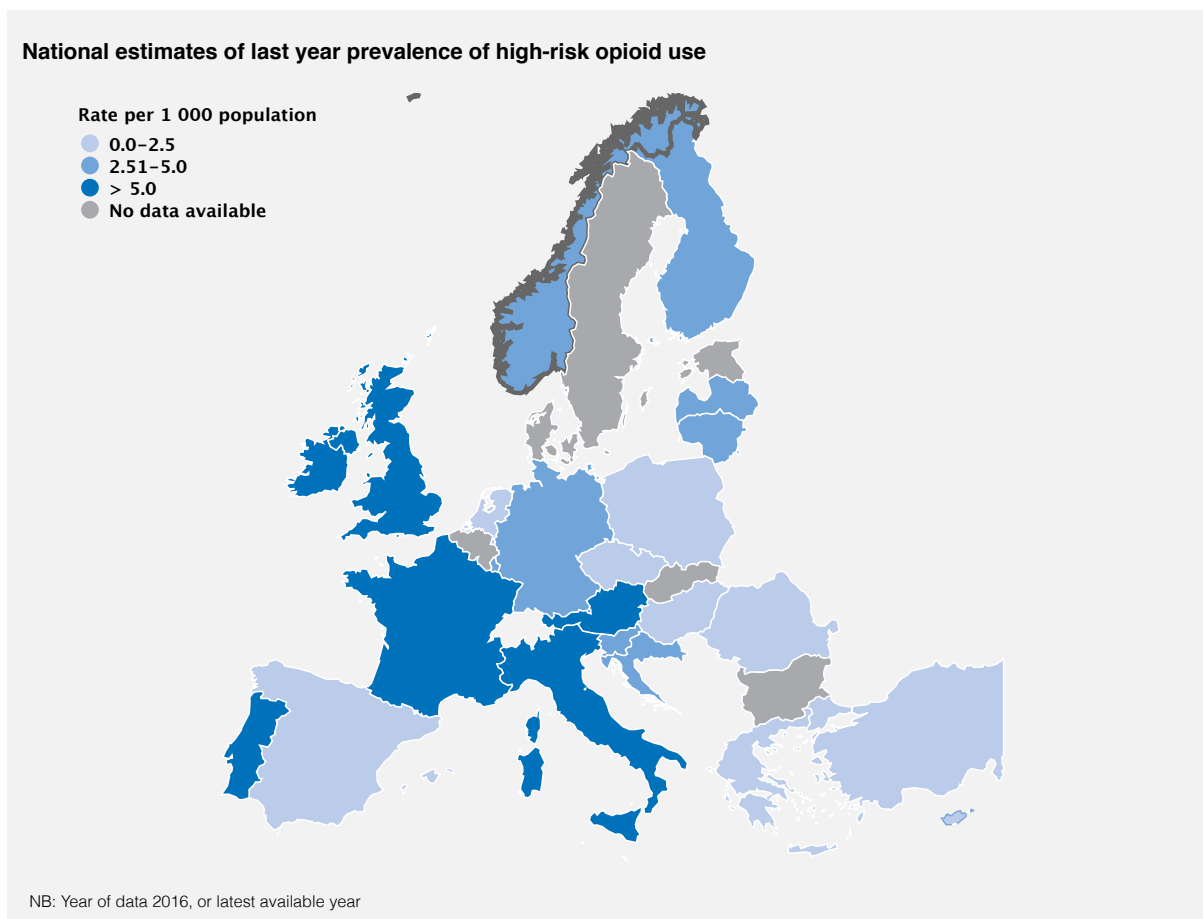 National estimates of last year prevalence of high-risk opioid use
Rate per 1 000 population
0.0–2.5
2.51–5.0
> 5.0
No data available
NB: Year of data 2016, or latest available year